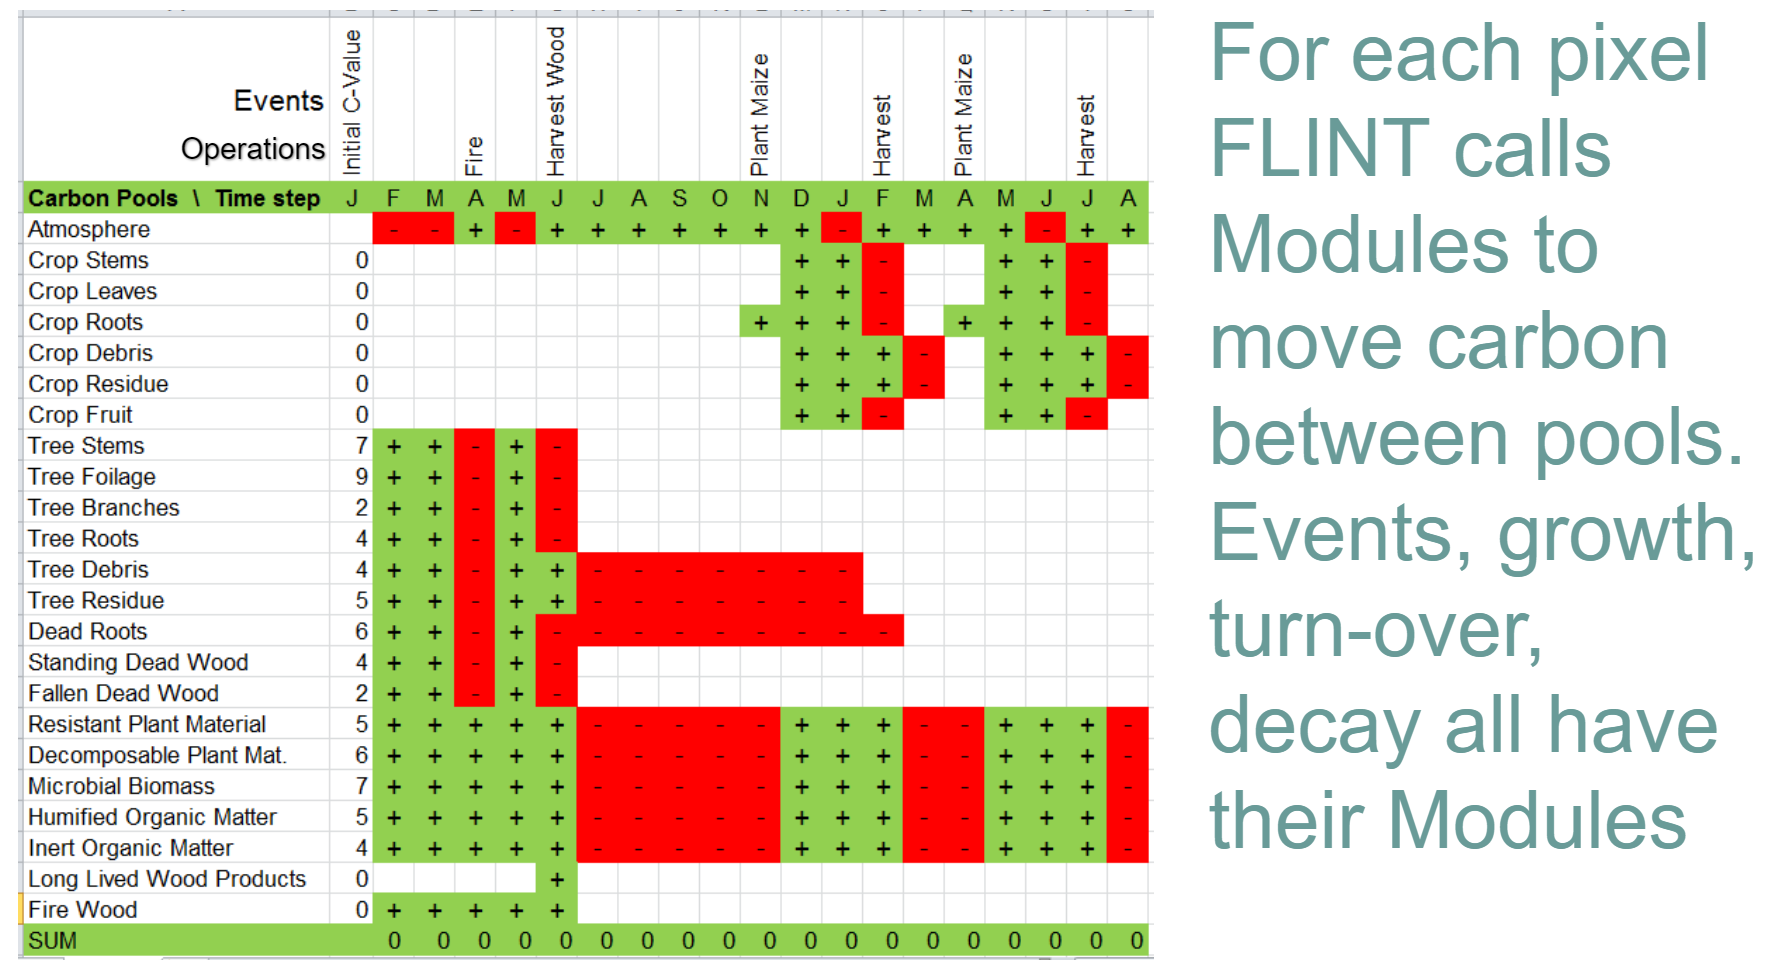 Events
Operations
Initial C-Value
Fire
Harvest Wood
Plant Maize
Harvest
Plant Maize
Harvest
Carbon Pools \ Time step J F M A M J J A S O N D J F M A M J J A
Atmosphere - - + - + + + + + + + - + + + + - + +
Crop Stems 0 + + - + + -
Crop Leaves 0 + + - + + -
Crop Roots 0 + + + - + + + -
Crop Debris 0 + + + - + + + -
Crop Residue 0 + + + - + + + -
Crop Fruit 0 + + - + + -
Tree Stems 7 + + - + -
Tree Foilage 9 + + - + -
Tree Branches 2 + + - + -
Tree Roots 4 + + - + -
Tree Debris 4 + + - + + - - - - - - -
Tree Residue 5 + + - + + - - - - - - -
Dead Roots 6 + + - + - - - - - - - - -
Standing Dead Wood 4 + + - + -
Fallen Dead Wood 2 + + - + -
Resistant Plant Material 5 + + + + + - - - - - + + + - - + + + -
Decomposable Plant Mat. 6 + + + + + - - - - - + + + - - + + + -
Microbial Biomass 7 + + + + + - - - - - + + + - - + + + -
Humified Organic Matter 5 + + + + + - - - - - + + + - - + + + -
Inert Organic Matter 4 + + + + + - - - - - + + + - - + + + -
Long Lived Wood Products 0 +
Fire Wood 0 + + + + +
SUM 0 0 0 0 0 0 0 0 0 0 0 0 0 0 0 0 0 0 0
For each pixel
FLINT calls
Modules to
move carbon
between pools.
Events, growth,
turn-over,
decay all have
their Modules